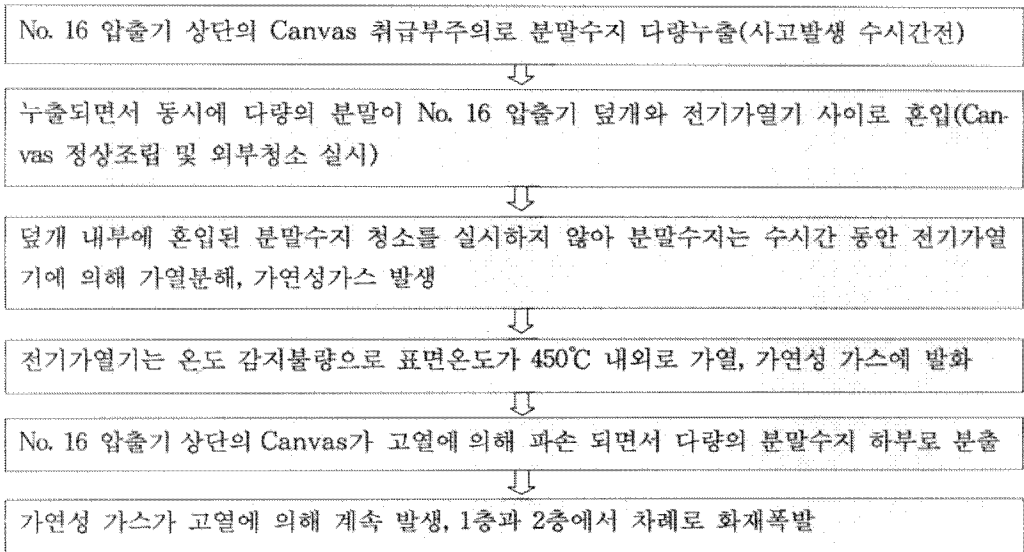 No. 16 압출기 상단의 Canvas 취급부주의로 분말수지 다량누출(사고발생 수시간전)
누출되면서 동시에 다량의 분말이 No. 16 압출기 덮개와 전기가열기 사이로 혼입(Can-
vas 정상조립 및 외부청소 실시)
덮개 내부에 혼입된 분말수지 청소를 실시하지 않아 분말수지는 수시간 동안 전기가열
기에 의해 가열분해, 가연성가스 발생
전기가열기는 온도 감지불량으로 표면온도가 450℃ 내외로 가열, 가연성 가스에 발화
No. 16 압출기 상단의 Canvas가 고열에 의해 파손 되면서 다량의 분말수지 하부로 분출
가연성 가스가 고열에 의해 계속 발생, 1층과 2층에서 차례로 화재폭발